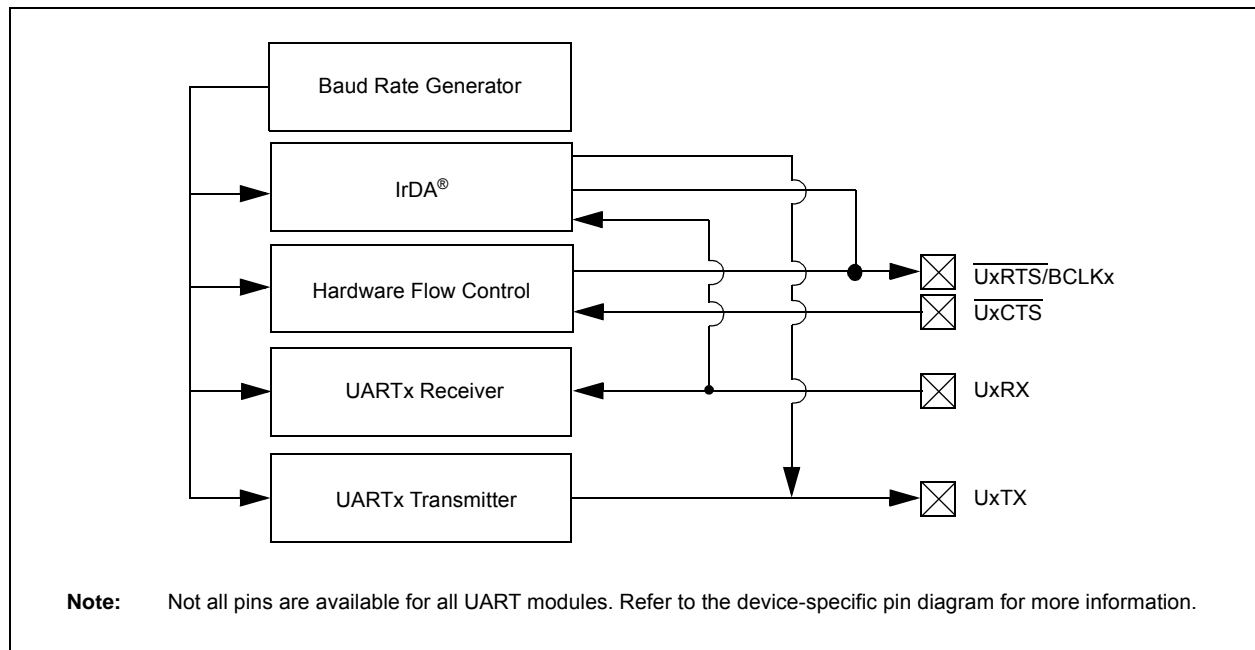 Baud Rate Generator
IrDA®
Hardware Flow Control
UxRTS/BCLKx
UxCTS
UARTx Receiver
UxRX
UARTx Transmitter
UxTX
Note: Not all pins are available for all UART modules. Refer to the device-specific pin diagram for more information.